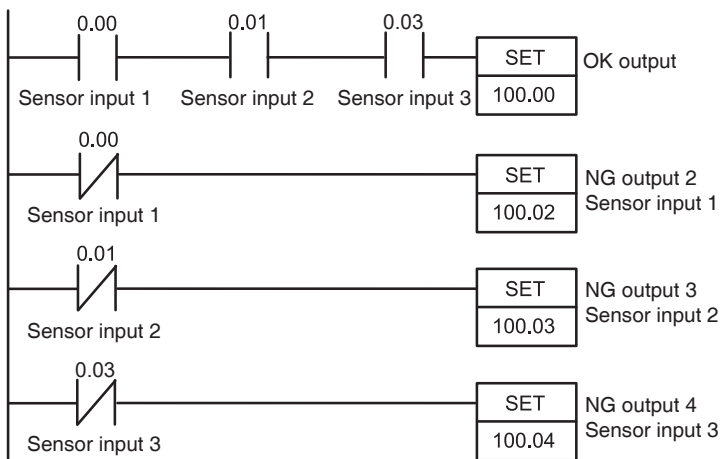 0.00 0.01 0.03
SET OK output
Sensor input 1 Sensor input 2 Sensor input 3 100.00
0.00
SET NG output 2
Sensor input 1
Sensor input 1 100.02
0.01
SET NG output 3
Sensor input 2
Sensor input 2 100.03
0.03
SET NG output 4
Sensor input 3
Sensor input 3 100.04